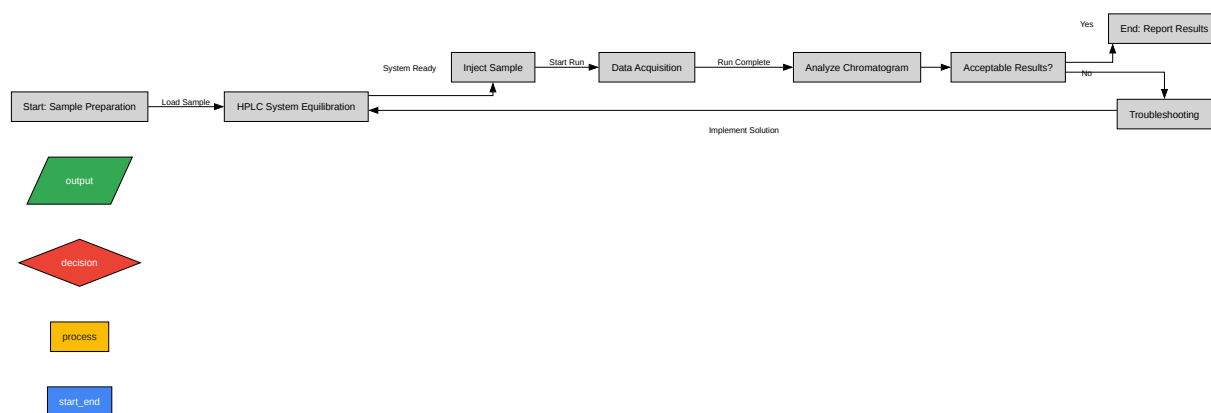 Start: Sample Preparation
Load Sample
HPLC System Equilibration
System Ready
Inject Sample
Start Run
Data Acquisition
Run Complete
Analyze Chromatogram
Acceptable Results?
Yes
End: Report Results
No
Troubleshooting
Implement Solution
output
decision
process
start_end